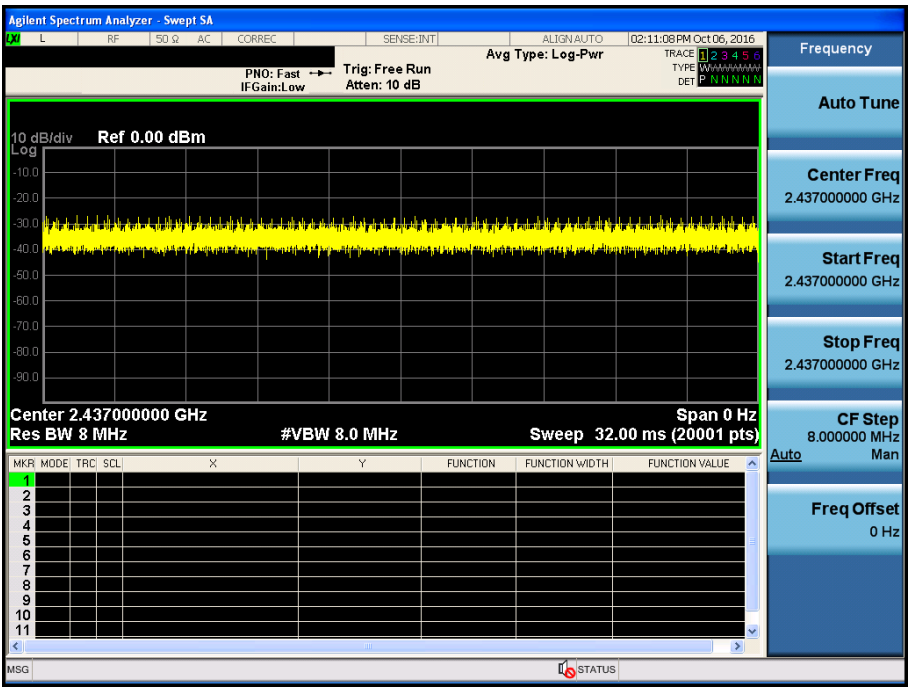 Agilent Spectrum Analyzer - Swept SA
LXI L RF 50 Ω AC CORREC SENSE:INT ALIGN AUTO 02:11:08 PM Oct 06, 2016
Avg Type: Log-Pwr
TRACE 1 2 3 4 5 6
PNO: Fast Trig: Free Run
TYPE WWWWWW
IFGain:Low Atten: 10 dB
DET P N N N N N
10 dB/div Ref 0.00 dBm
Log
-10.0
-20.0
-30.0
-40.0
-50.0
-60.0
-70.0
-80.0
-90.0
Center 2.437000000 GHz Span 0 Hz
Res BW 8 MHz #VBW 8.0 MHz Sweep 32.00 ms (20001 pts)
MKR MODE TRC SCL X Y FUNCTION FUNCTION WIDTH FUNCTION VALUE
1
2
3
4
5
6
7
8
9
10
11
MSG STATUS
Frequency
Auto Tune
Center Freq
2.437000000 GHz
Start Freq
2.437000000 GHz
Stop Freq
2.437000000 GHz
CF Step
8.000000 MHz
Auto Man
Freq Offset
0 Hz